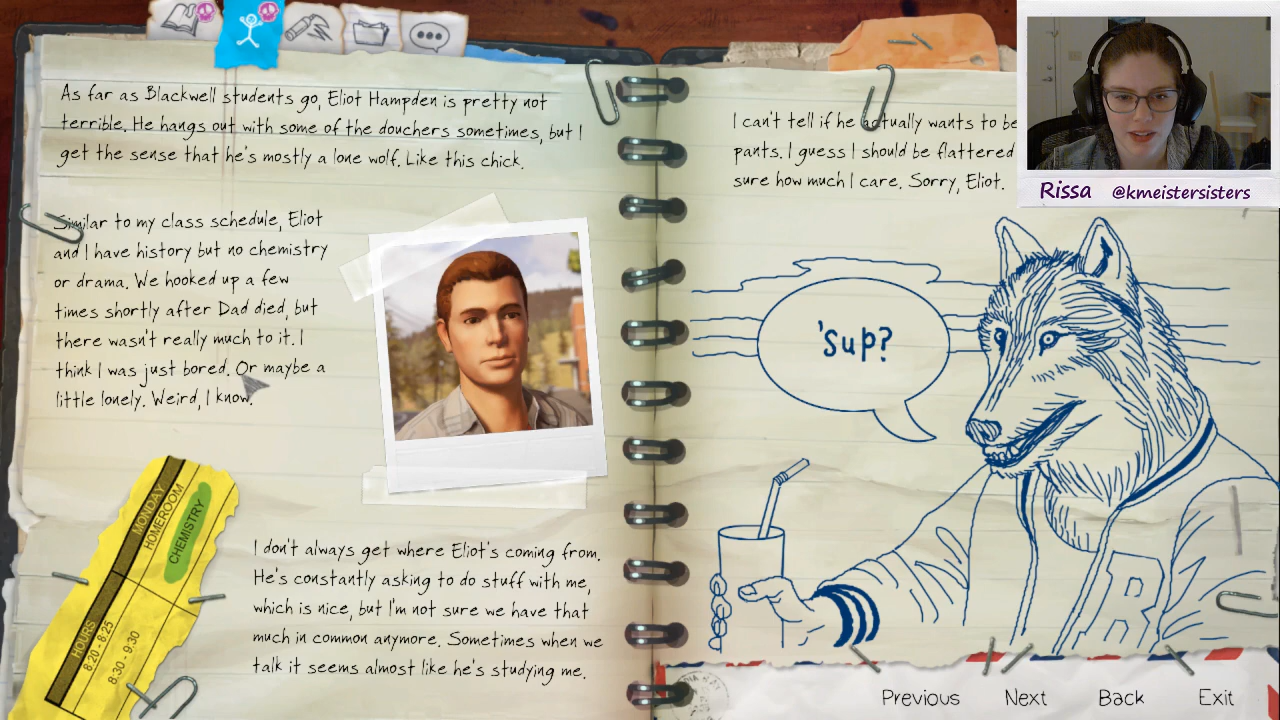 As far as Blackwell students go, Eliot Hampden is pretty not
terrible. He hangs out with some of the douchers sometimes, but I
get the sense that he's mostly a lone wolf. Like this chick.
Similar to my class schedule, Eliot
and I have history but no chemistry
or drama. We hooked up a few
times shortly after Dad died, but
there wasn't really much to it. I
think I was just bored. Or maybe a
little lonely. Weird, I know.
MONDAY
HOMEROOM
CHEMISTRY
HOURS
8:20 - 8:25
8:30 - 9:30
I don't always get where Eliot's coming from.
He's constantly asking to do stuff with me,
which is nice, but I'm not sure we have that
much in common anymore. Sometimes when we
talk it seems almost like he's studying me.
I can't tell if he actually wants to be
pants. I guess I should be flattered
sure how much I care. Sorry, Eliot.
'sup?
B
Rissa @kmeistersisters
Previous Next Back Exit